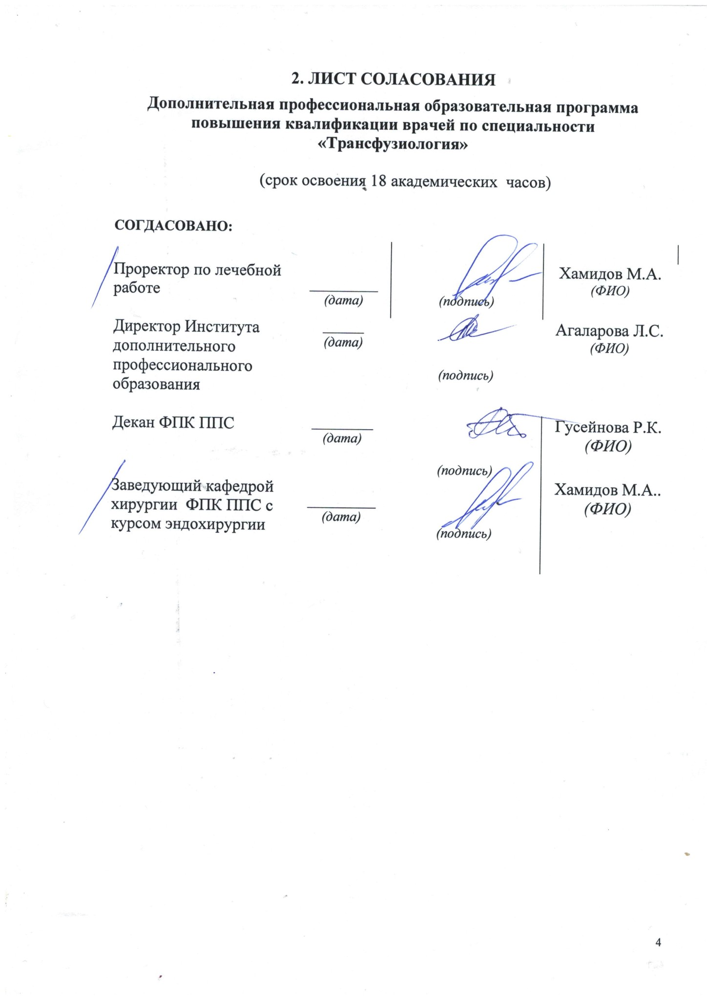 2. ЛИСТ СОЛАСОВАНИЯ
Дополнительная профессиональная образовательная программа
повышения квалификации врачей по специальности
«Трансфузиология»
(срок освоения 18 академических часов)
СОГДАСОВАНО:
Проректор по лечебной
работе
(дата)
(подпись)
Хамидов М.А.
(ФИО)
Директор Института
дополнительного
профессионального
образования
(дата)
(подпись)
Агаларова Л.С.
(ФИО)
Декан ФПК ППС
(дата)
(подпись)
Гусейнова Р.К.
(ФИО)
Заведующий кафедрой
хирургии ФПК ППС с
курсом эндохирургии
(дата)
(подпись)
Хамидов М.А..
(ФИО)
4